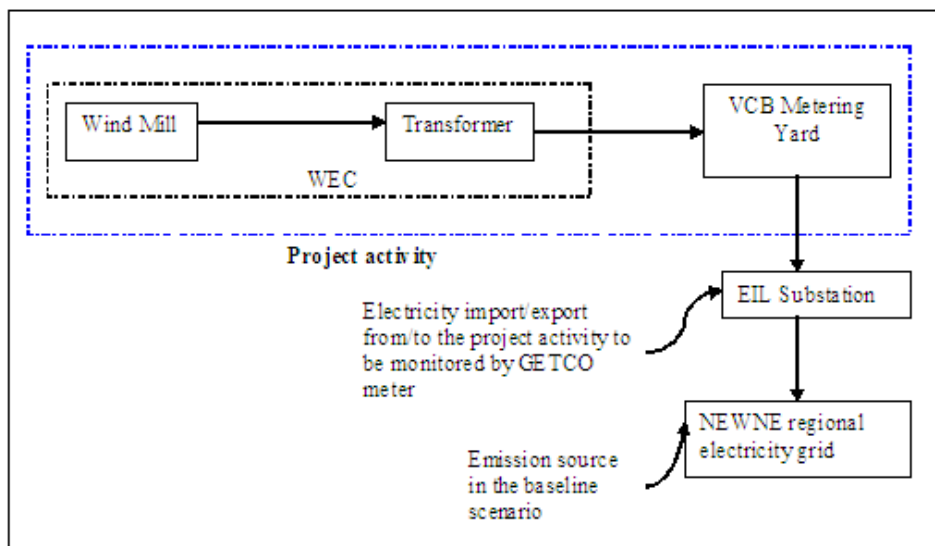 Wind Mill
Transformer
VCB Metering
Yard
WEC
Project activity
EIL Substation
Electricity import/export
from/to the project activity to
be monitored by GETCO
meter
NEWNE regional
electricity grid
Emission source
in the baseline
scenario